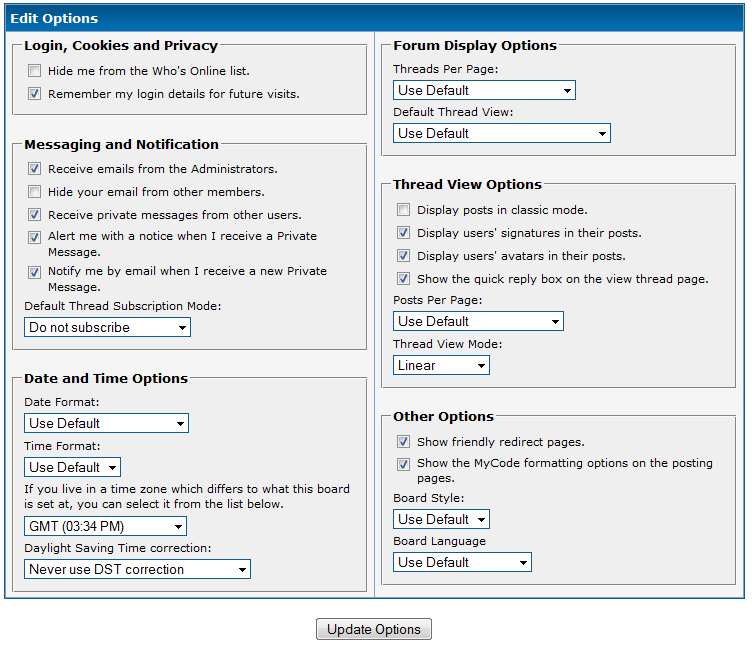 Edit Options
Login, Cookies and Privacy
Hide me from the Who's Online list.
Remember my login details for future visits.
Messaging and Notification
Receive emails from the Administrators.
Hide your email from other members.
Receive private messages from other users.
Alert me with a notice when I receive a Private
Message.
Notify me by email when I receive a new Private
Message.
Default Thread Subscription Mode:
Do not subscribe
Date and Time Options
Date Format:
Use Default
Time Format:
Use Default
If you live in a time zone which differs to what this board
is set at, you can select it from the list below.
GMT (03:34 PM)
Daylight Saving Time correction:
Never use DST correction
Forum Display Options
Threads Per Page:
Use Default
Default Thread View:
Use Default
Thread View Options
Display posts in classic mode.
Display users' signatures in their posts.
Display users' avatars in their posts.
Show the quick reply box on the view thread page.
Posts Per Page:
Use Default
Thread View Mode:
Linear
Other Options
Show friendly redirect pages.
Show the MyCode formatting options on the posting
pages.
Board Style:
Use Default
Board Language
Use Default
Update Options